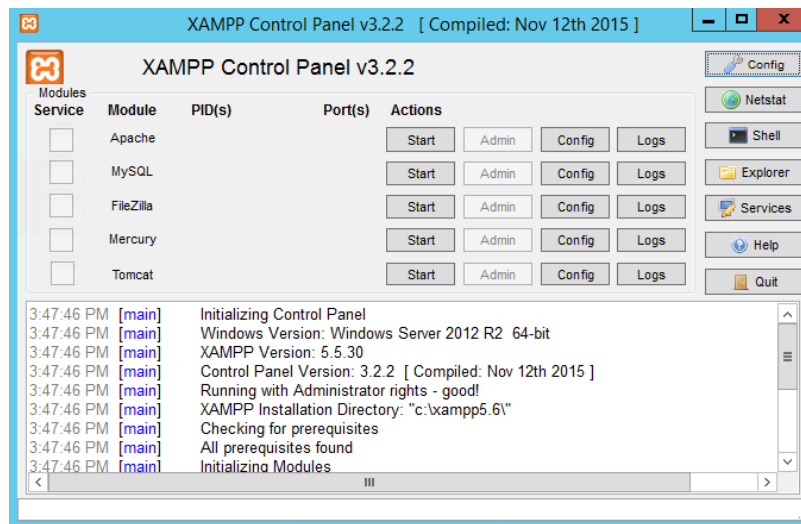 XAMPP Control Panel v3.2.2 [ Compiled: Nov 12th 2015 ]
XAMPP Control Panel v3.2.2
Config
Modules
Netstat
Service Module PID(s) Port(s) Actions
Apache Start Admin Config Logs
Shell
MySQL Start Admin Config Logs
Explorer
FileZilla Start Admin Config Logs
Services
Mercury Start Admin Config Logs
Help
Tomcat Start Admin Config Logs
Quit
3:47:46 PM [main] Initializing Control Panel
3:47:46 PM [main] Windows Version: Windows Server 2012 R2 64-bit
3:47:46 PM [main] XAMPP Version: 5.5.30
3:47:46 PM [main] Control Panel Version: 3.2.2 [ Compiled: Nov 12th 2015 ]
3:47:46 PM [main] Running with Administrator rights - good!
3:47:46 PM [main] XAMPP Installation Directory: "c:\xampp5.6\"
3:47:46 PM [main] Checking for prerequisites
3:47:46 PM [main] All prerequisites found
3:47:46 PM [main] Initializing Modules